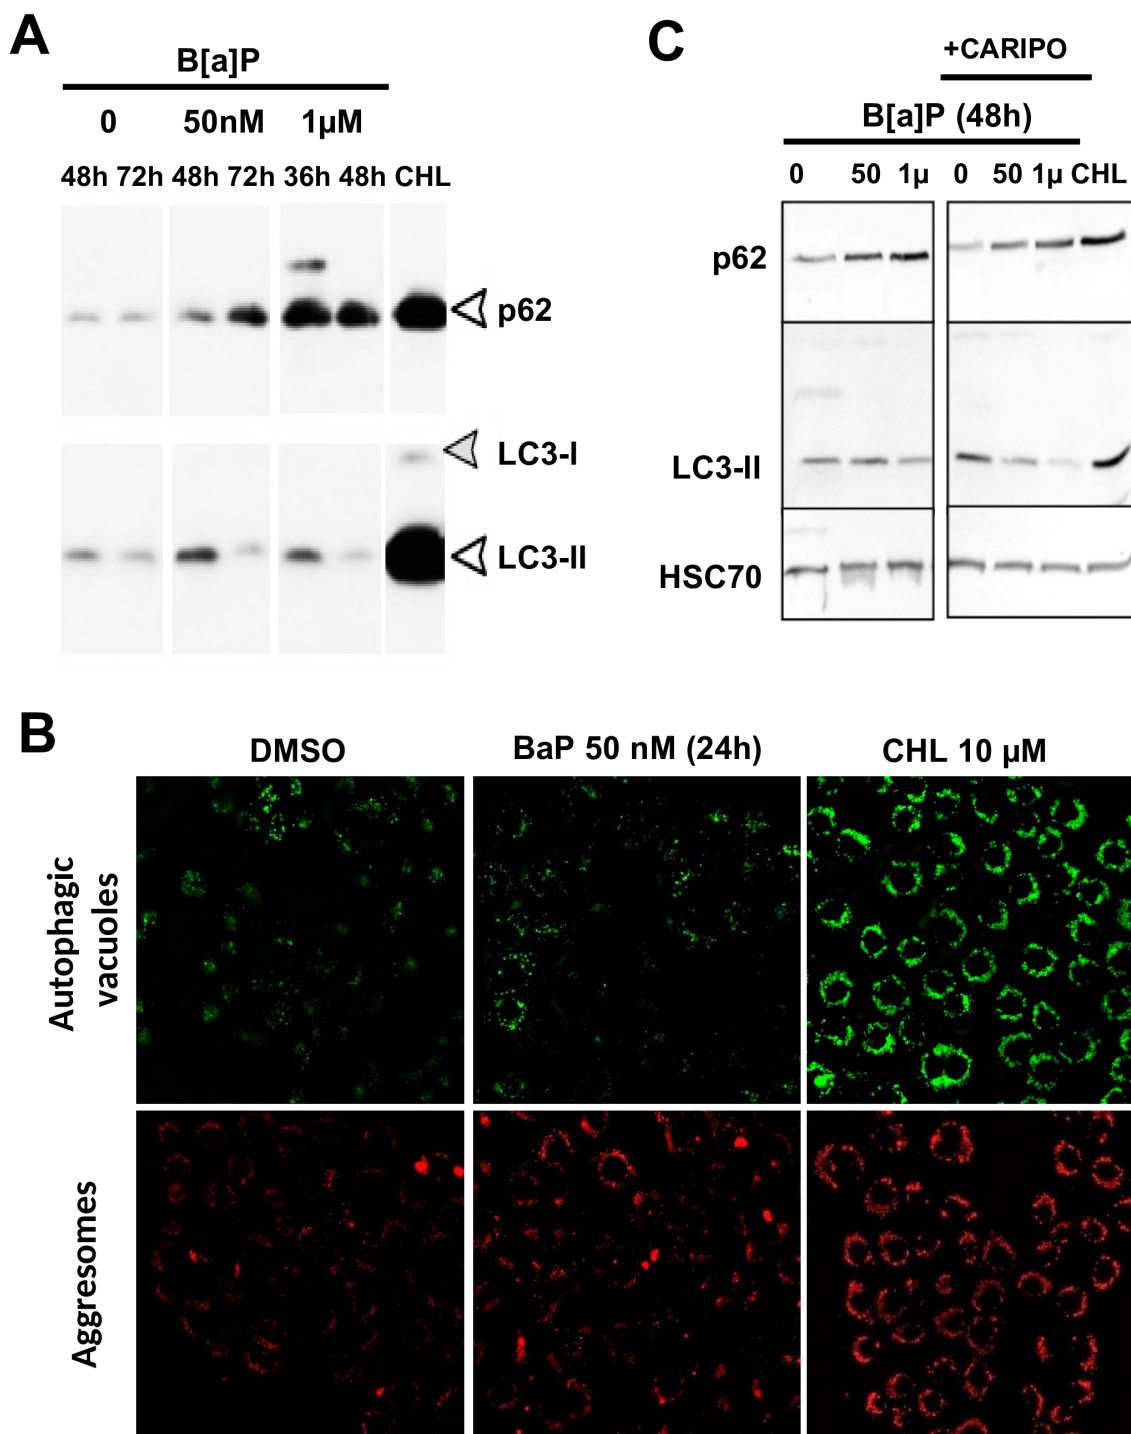 A
B[a]P
0 50nM 1µM
48h 72h 48h 72h 36h 48h CHL
p62
LC3-I
LC3-II
C
+CARIPO
B[a]P (48h)
0 50 1µ 0 50 1µ CHL
p62
LC3-II
HSC70
B
DMSO BaP 50 nM (24h) CHL 10 µM
Autophagic
vacuoles
Aggresomes